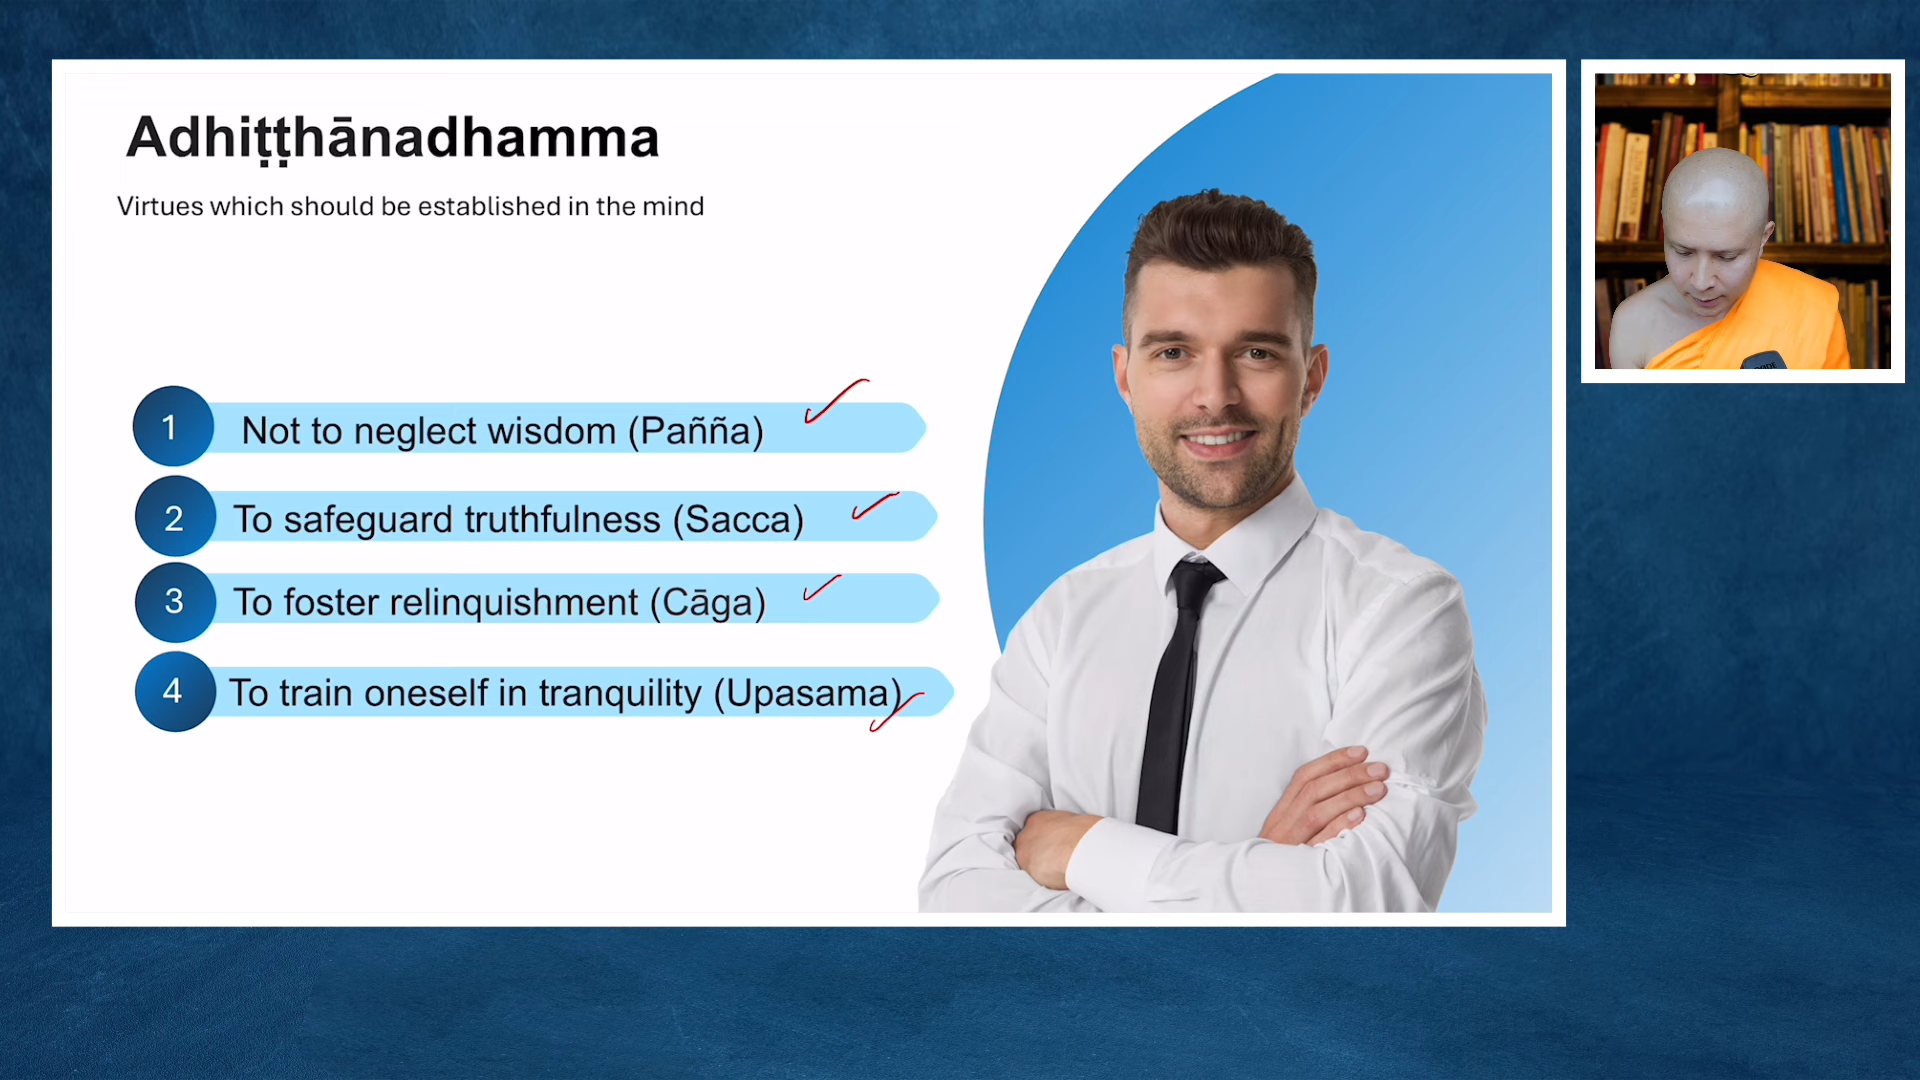 Adhiṭṭhānadhamma
Virtues which should be established in the mind
1 Not to neglect wisdom (Pañña)
2 To safeguard truthfulness (Sacca)
3 To foster relinquishment (Cāga)
4 To train oneself in tranquility (Upasama)